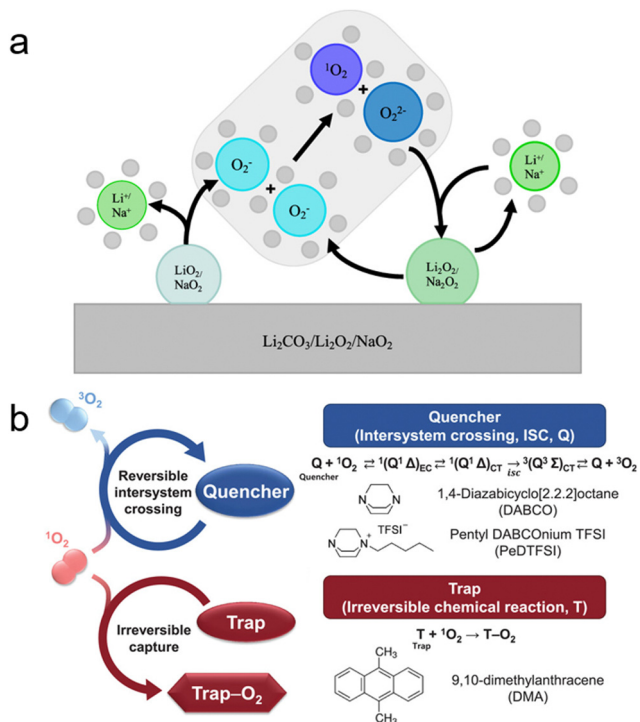 a
¹O₂
+
O₂²⁻
O₂⁻
+
O₂⁻
Li⁺/
Na⁺
Li⁺/
Na⁺
LiO₂/
NaO₂
Li₂O₂/
Na₂O₂
Li₂CO₃/Li₂O₂/NaO₂
b
³O₂
Reversible
intersystem
crossing
Quencher
¹O₂
Irreversible
capture
Trap
Trap–O₂
Quencher
(Intersystem crossing, ISC, Q)
Q + ¹O₂ ⇌ ¹(Q¹ Δ)EC ⇌ ¹(Q¹ Δ)CT → ³(Q³ Σ)CT ⇌ Q + ³O₂
Quencher
isc
N
N
1,4-Diazabicyclo[2.2.2]octane
(DABCO)
TFSI⁻
N
N⁺
Pentyl DABCOnium TFSI
(PeDTFSI)
Trap
(Irreversible chemical reaction, T)
T + ¹O₂ → T–O₂
Trap
CH₃
CH₃
9,10-dimethylanthracene
(DMA)